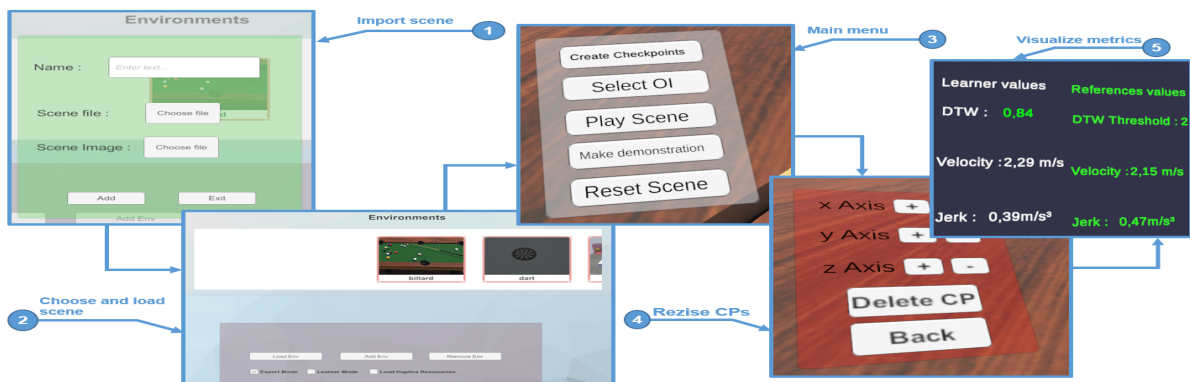 Import scene
1
Environments
Name :
Enter text...
Scene file :
Choose file
Scene Image :
Choose file
Add
Exit
Add Env
2
Choose and load
scene
Environments
billard
dart
Load Env
Add Env
Remove Env
Expert Mode
Learner Mode
Load Haptics Ressources
Main menu
3
Create Checkpoints
Select OI
Play Scene
Make demonstration
Reset Scene
4
Rezise CPs
x Axis + 
y Axis + -
z Axis + -
Delete CP
Back
Visualize metrics
5
Learner values
References values
DTW : 0,84
DTW Threshold : 2
Velocity :2,29 m/s
Velocity :2,15 m/s
Jerk : 0,39m/s³
Jerk : 0,47m/s³